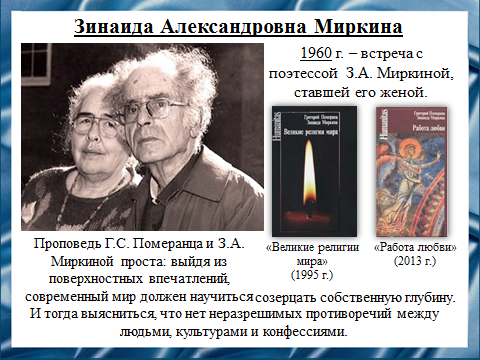 Зинаида Александровна Миркина
1960 г. – встреча с
поэтессой З.А. Миркиной,
ставшей его женой.
Humanitas
Григорий Померанц
Зинаида Миркина
Великие религии
мира
Humanitas
Григорий Померанц
Зинаида Миркина
Работа любви
«Великие религии
мира»
(1995 г.)
«Работа любви»
(2013 г.)
Проповедь Г.С. Померанца и З.А.
Миркиной проста: выйдя из
поверхностных впечатлений,
современный мир должен научиться созерцать собственную глубину.
И тогда выясниться, что нет неразрешимых противоречий между
людьми, культурами и конфессиями.